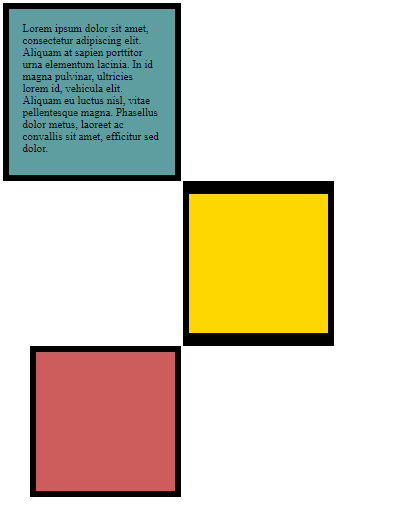 Lorem ipsum dolor sit amet,
consectetur adipiscing elit.
Aliquam at sapien porttitor
urna elementum lacinia. In id
magna pulvinar, ultricies
lorem id, vehicula elit.
Aliquam eu luctus nisl, vitae
pellentesque magna. Phasellus
dolor metus, laoreet ac
convallis sit amet, efficitur sed
dolor.